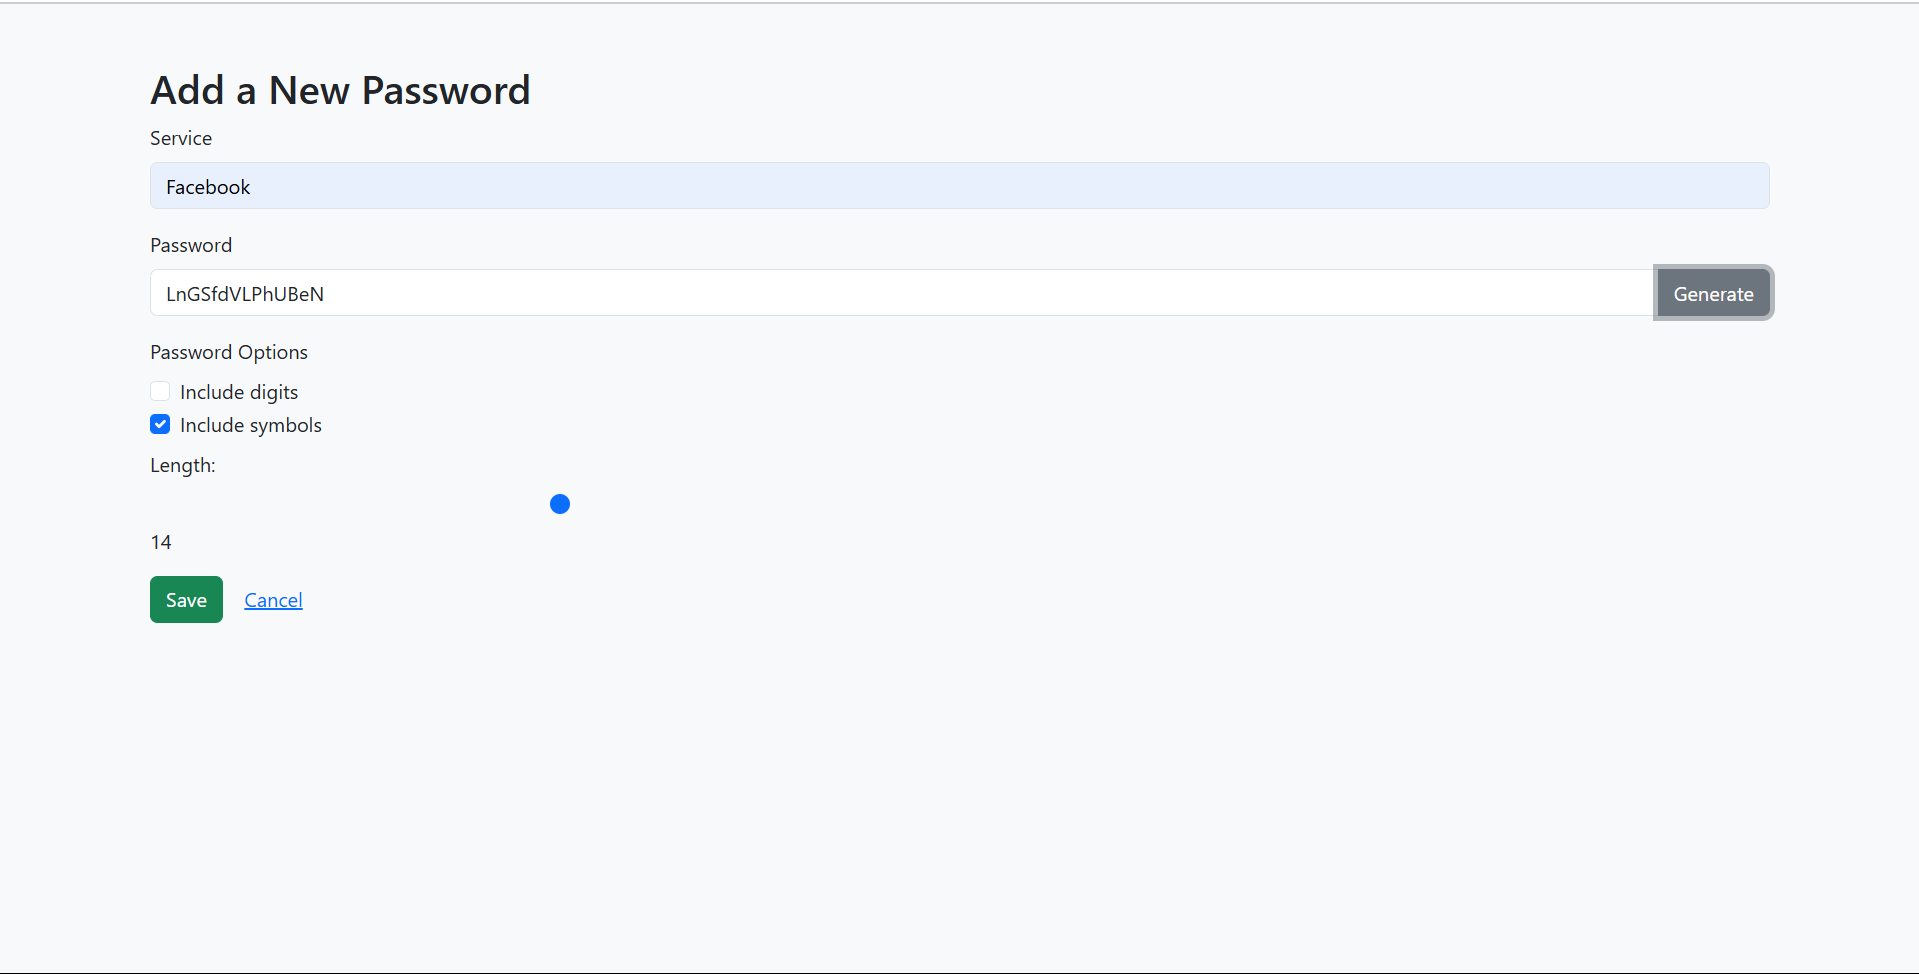 Add a New Password
Service
Facebook
Password
LnGSfdVLPhUBeN
Generate
Password Options
Include digits
Include symbols
Length:
14
Save Cancel